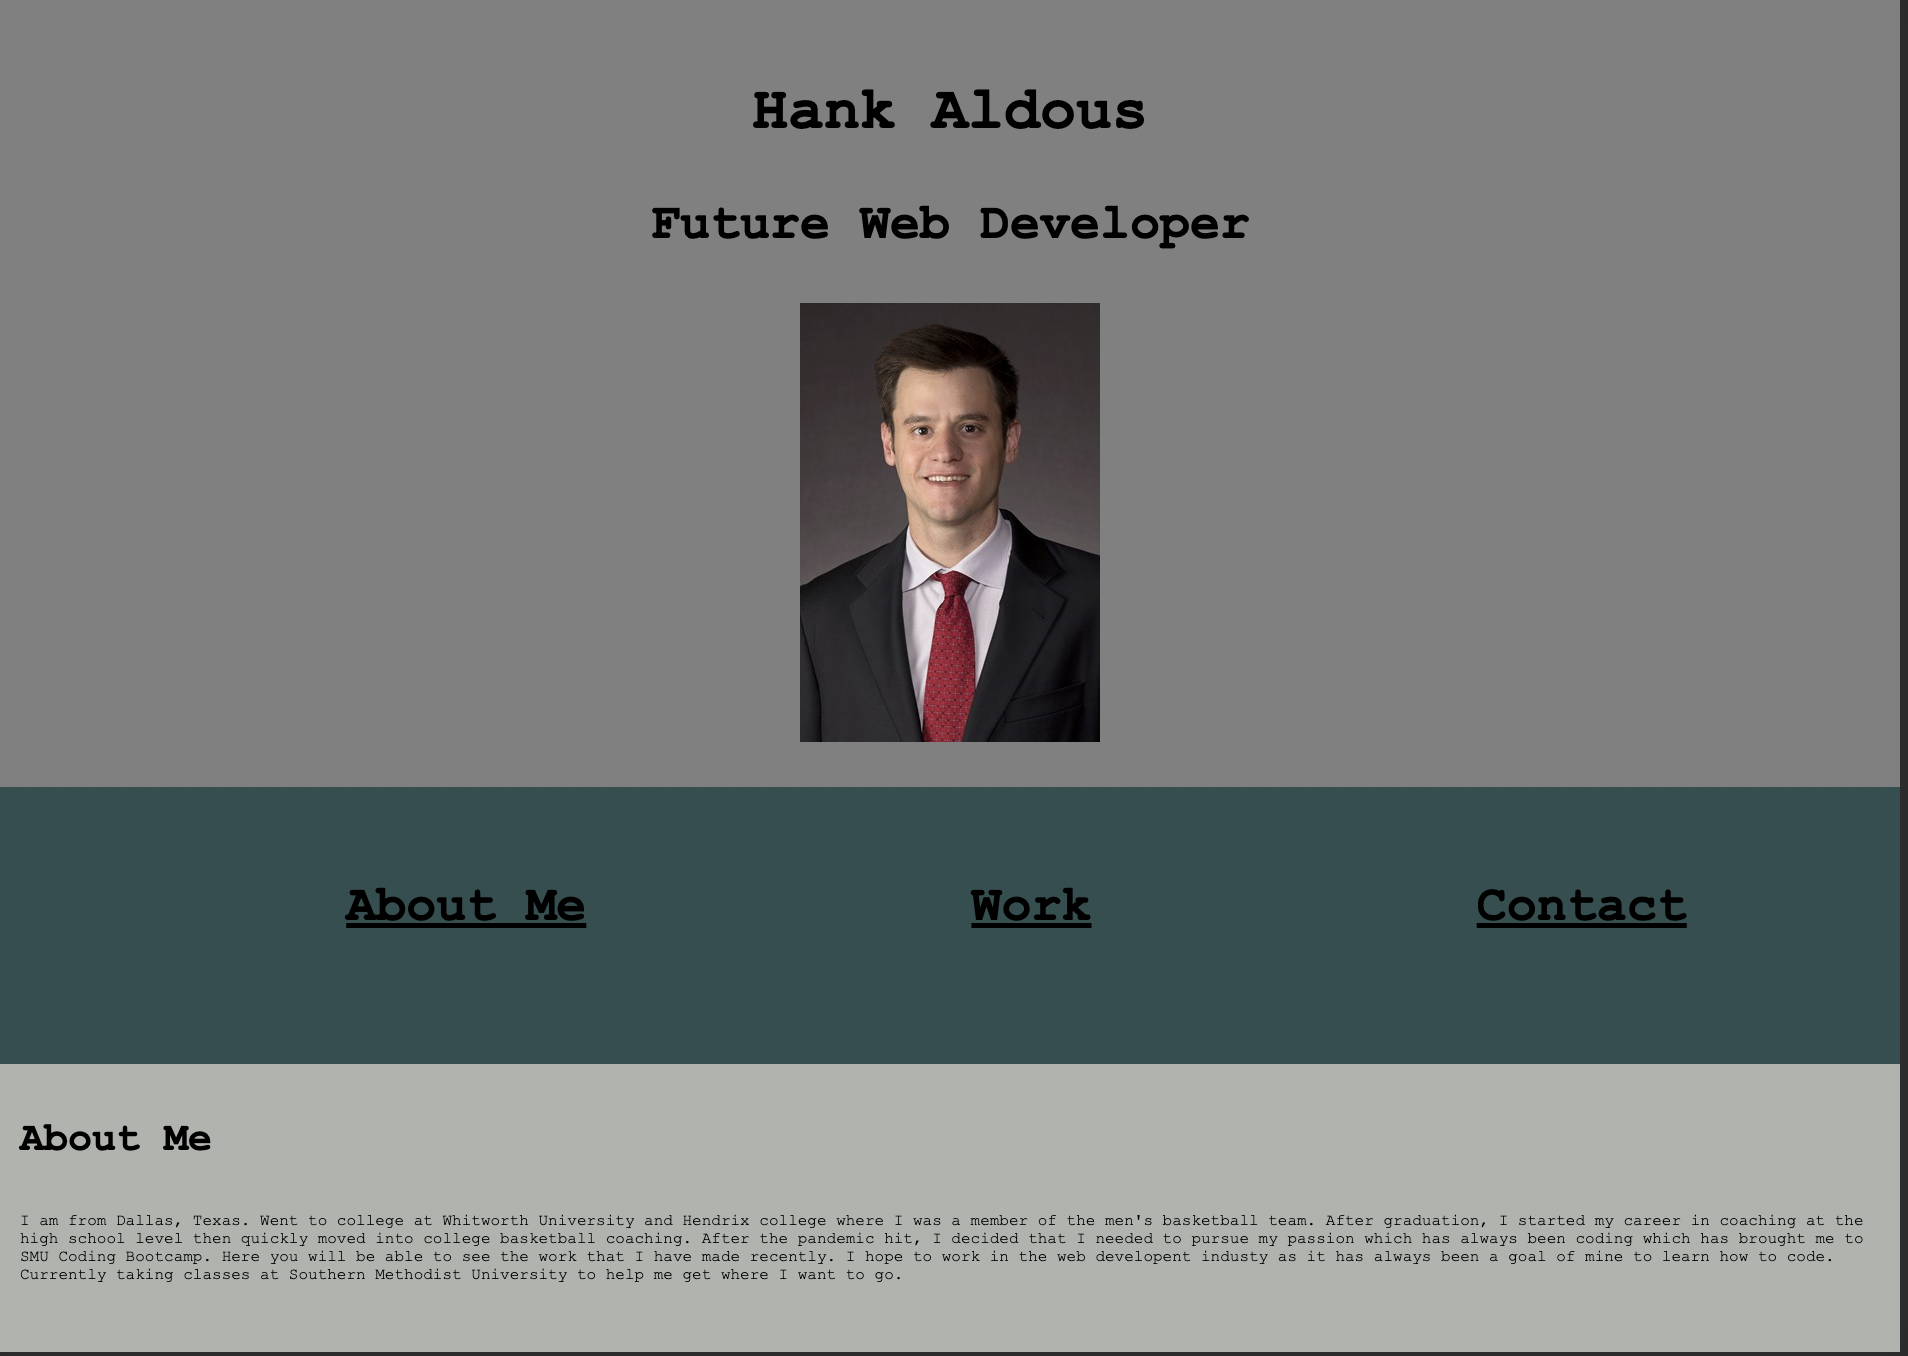 Hank Aldous
Future Web Developer
About Me Work Contact
About Me
I am from Dallas, Texas. Went to college at Whitworth University and Hendrix college where I was a member of the men's basketball team. After graduation, I started my career in coaching at the
high school level then quickly moved into college basketball coaching. After the pandemic hit, I decided that I needed to pursue my passion which has always been coding which has brought me to
SMU Coding Bootcamp. Here you will be able to see the work that I have made recently. I hope to work in the web developent industy as it has always been a goal of mine to learn how to code.
Currently taking classes at Southern Methodist University to help me get where I want to go.